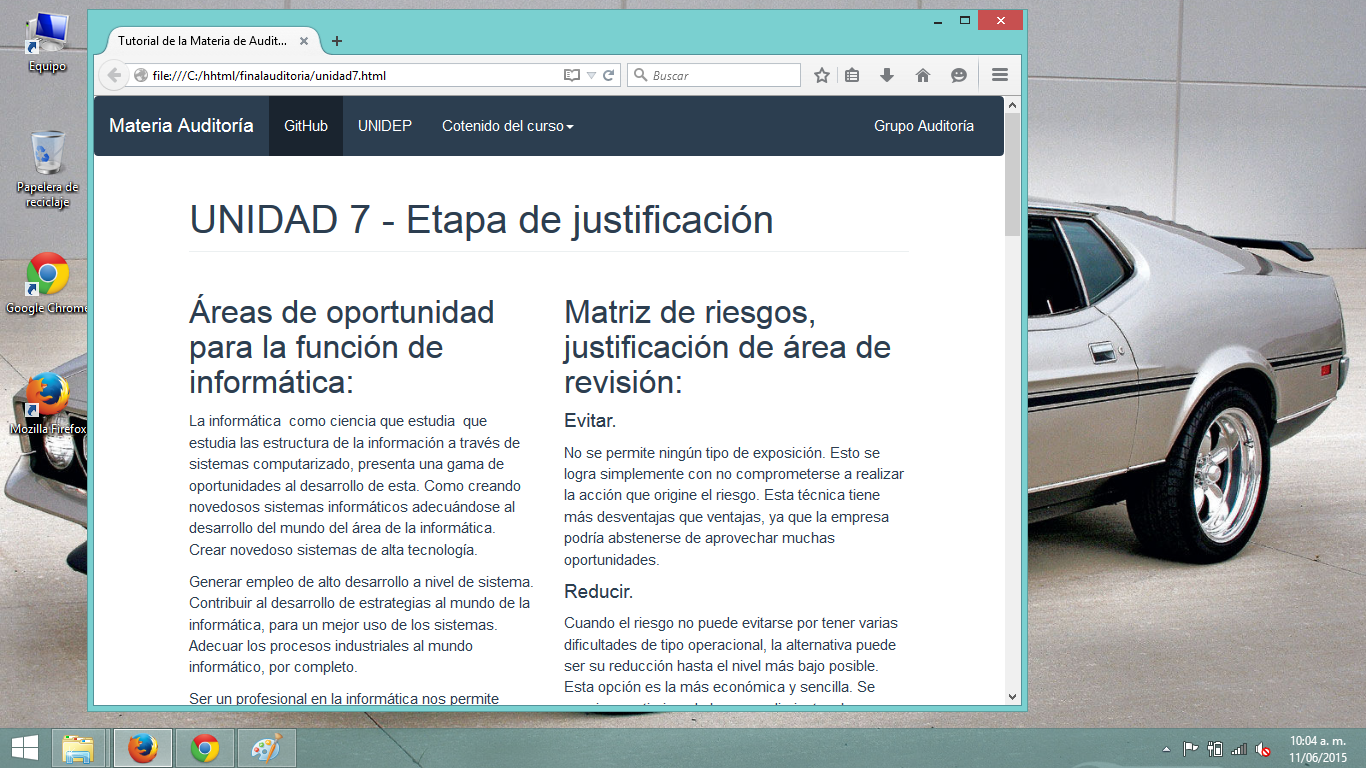 Equipo
Papelera de
reciclaje
Google Chrome
Mozilla Firefox
Tutorial de la Materia de Audit...
file:///C:/hhtml/finalauditoria/unidad7.html
Buscar
Materia Auditoría GitHub UNIDEP Cotenido del curso Grupo Auditoría
UNIDAD 7 - Etapa de justificación
Áreas de oportunidad
para la función de
informática:
La informática  como ciencia que estudia  que
estudia las estructura de la información a través de
sistemas computarizado, presenta una gama de
oportunidades al desarrollo de esta. Como creando
novedosos sistemas informáticos adecuándose al
desarrollo del mundo del área de la informática.
Crear novedoso sistemas de alta tecnología.
Generar empleo de alto desarrollo a nivel de sistema.
Contribuir al desarrollo de estrategias al mundo de la
informática, para un mejor uso de los sistemas.
Adecuar los procesos industriales al mundo
informático, por completo.
Ser un profesional en la informática nos permite
Matriz de riesgos,
justificación de área de
revisión:
Evitar.
No se permite ningún tipo de exposición. Esto se
logra simplemente con no comprometerse a realizar
la acción que origine el riesgo. Esta técnica tiene
más desventajas que ventajas, ya que la empresa
podría abstenerse de aprovechar muchas
oportunidades.
Reducir.
Cuando el riesgo no puede evitarse por tener varias
dificultades de tipo operacional, la alternativa puede
ser su reducción hasta el nivel más bajo posible.
Esta opción es la más económica y sencilla. Se
10:04 a. m.
11/06/2015